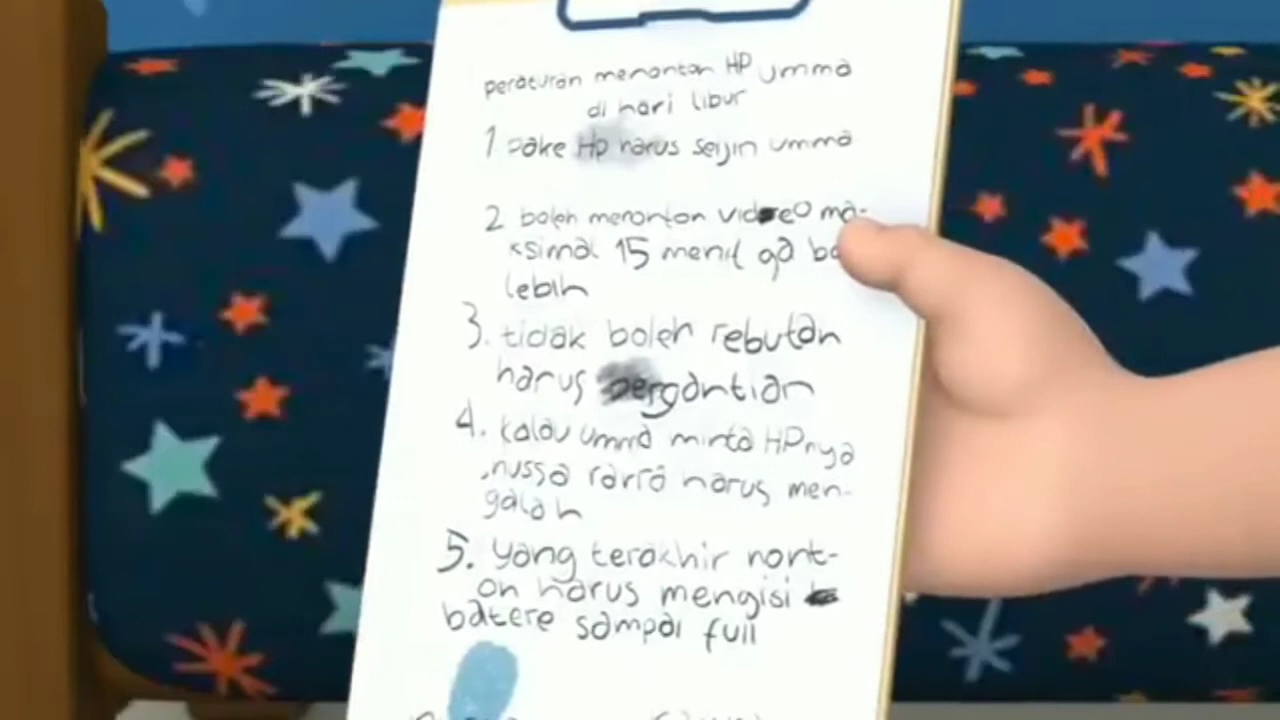 peraturan menonton HP umma
di hari libur
1 pake Hp harus seijin umma
2 boleh menonton video ma-
ksimal 15 menit ga
lebih
3. tidak boleh rebutan
harus bergantian
4. kalau umma minta HPnya
,nussa rarra harus men-
galah
5. yang terakhir nont-
on harus mengisi
batere sampai full